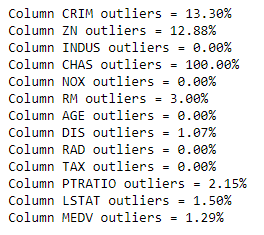 Column CRIM outliers = 13.30%
Column ZN outliers = 12.88%
Column INDUS outliers = 0.00%
Column CHAS outliers = 100.00%
Column NOX outliers = 0.00%
Column RM outliers = 3.00%
Column AGE outliers = 0.00%
Column DIS outliers = 1.07%
Column RAD outliers = 0.00%
Column TAX outliers = 0.00%
Column PTRATIO outliers = 2.15%
Column LSTAT outliers = 1.50%
Column MEDV outliers = 1.29%